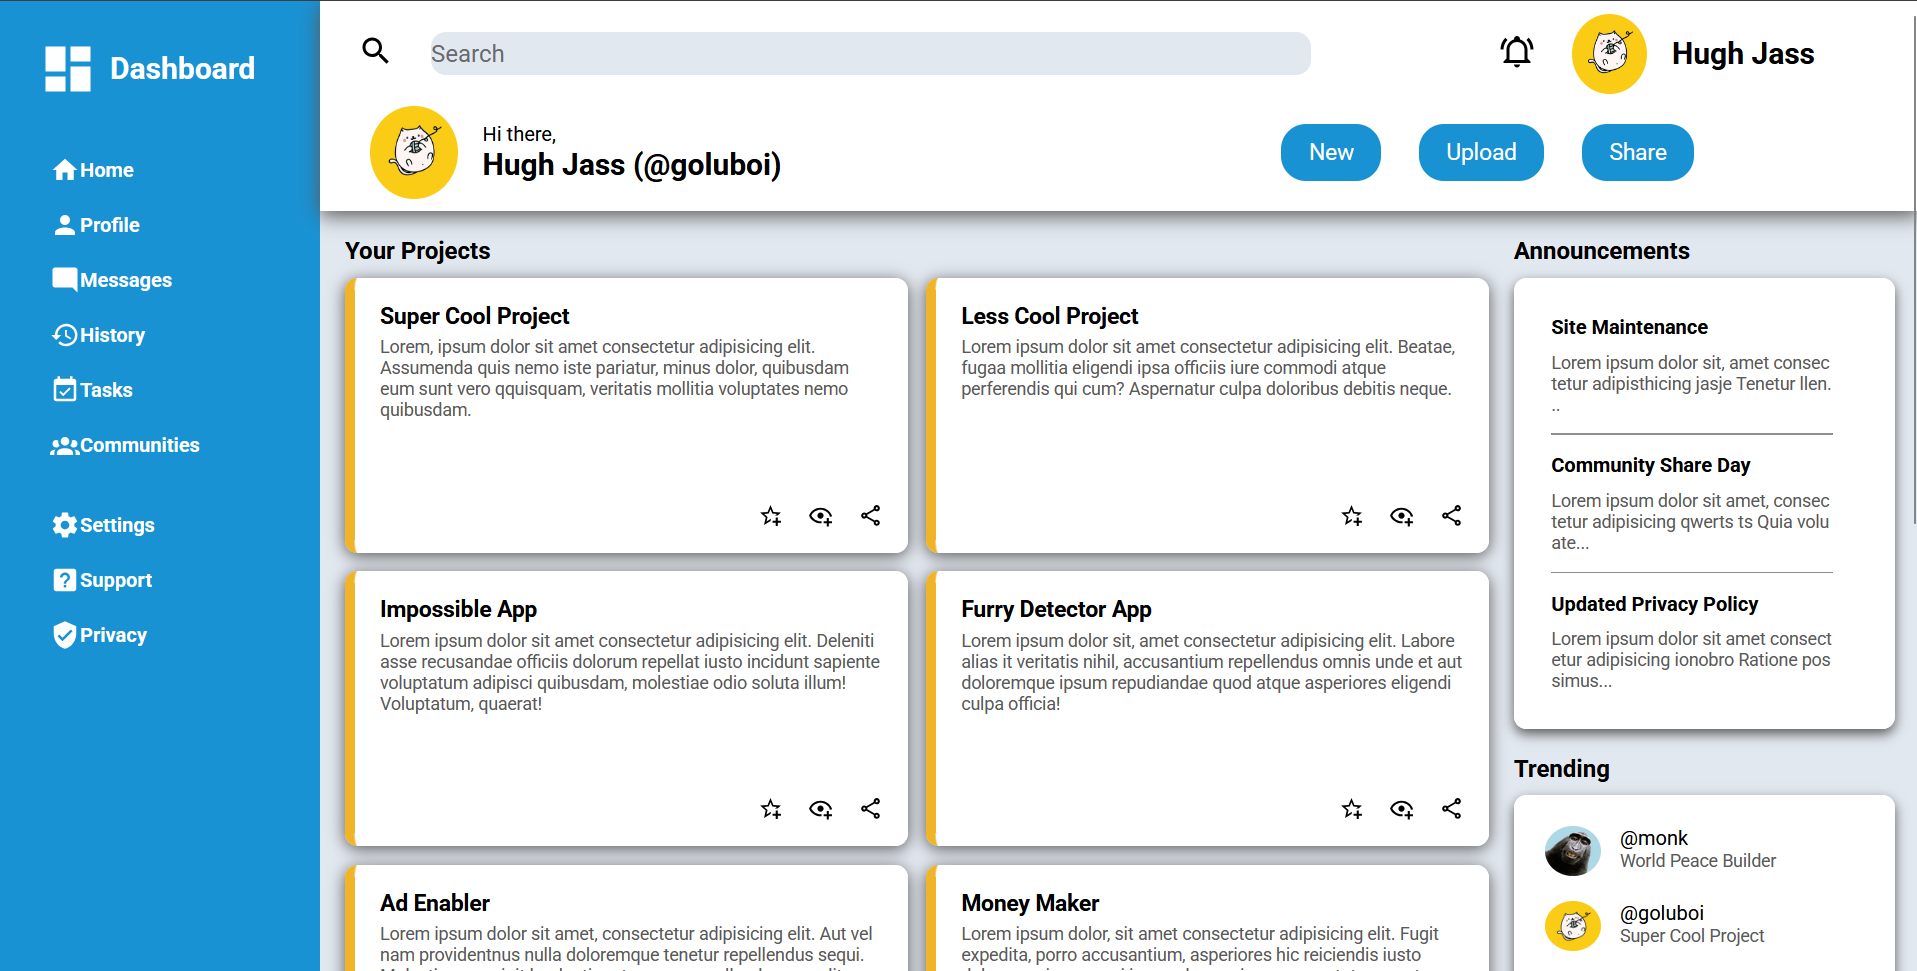 Dashboard
Home
Profile
Messages
History
Tasks
Communities
Settings
Support
Privacy
Search
Hugh Jass
Hi there,
Hugh Jass (@goluboi)
New
Upload
Share
Your Projects
Super Cool Project
Lorem, ipsum dolor sit amet consectetur adipisicing elit.
Assumenda quis nemo iste pariatur, minus dolor, quibusdam
eum sunt vero qquisquam, veritatis mollitia voluptates nemo
quibusdam.
Less Cool Project
Lorem ipsum dolor sit amet consectetur adipisicing elit. Beatae,
fugaa mollitia eligendi ipsa officiis iure commodi atque
perferendis qui cum? Aspernatur culpa doloribus debitis neque.
Impossible App
Lorem ipsum dolor sit amet consectetur adipisicing elit. Deleniti
asse recusandae officiis dolorum repellat iusto incidunt sapiente
voluptatum adipisci quibusdam, molestiae odio soluta illum!
Voluptatum, quaerat!
Furry Detector App
Lorem ipsum dolor sit, amet consectetur adipisicing elit. Labore
alias it veritatis nihil, accusantium repellendus omnis unde et aut
doloremque ipsum repudiandae quod atque asperiores eligendi
culpa officia!
Ad Enabler
Lorem ipsum dolor sit amet, consectetur adipisicing elit. Aut vel
nam providentnus nulla doloremque tenetur repellendus sequi.
Money Maker
Lorem ipsum dolor, sit amet consectetur adipisicing elit. Fugit
expedita, porro accusantium, asperiores hic reiciendis iusto
Announcements
Site Maintenance
Lorem ipsum dolor sit, amet consec
tetur adipisthicing jasje Tenetur llen.
..
Community Share Day
Lorem ipsum dolor sit amet, consec
tetur adipisicing qwerts ts Quia volu
ate...
Updated Privacy Policy
Lorem ipsum dolor sit amet consect
etur adipisicing ionobro Ratione pos
simus...
Trending
@monk
World Peace Builder
@goluboi
Super Cool Project